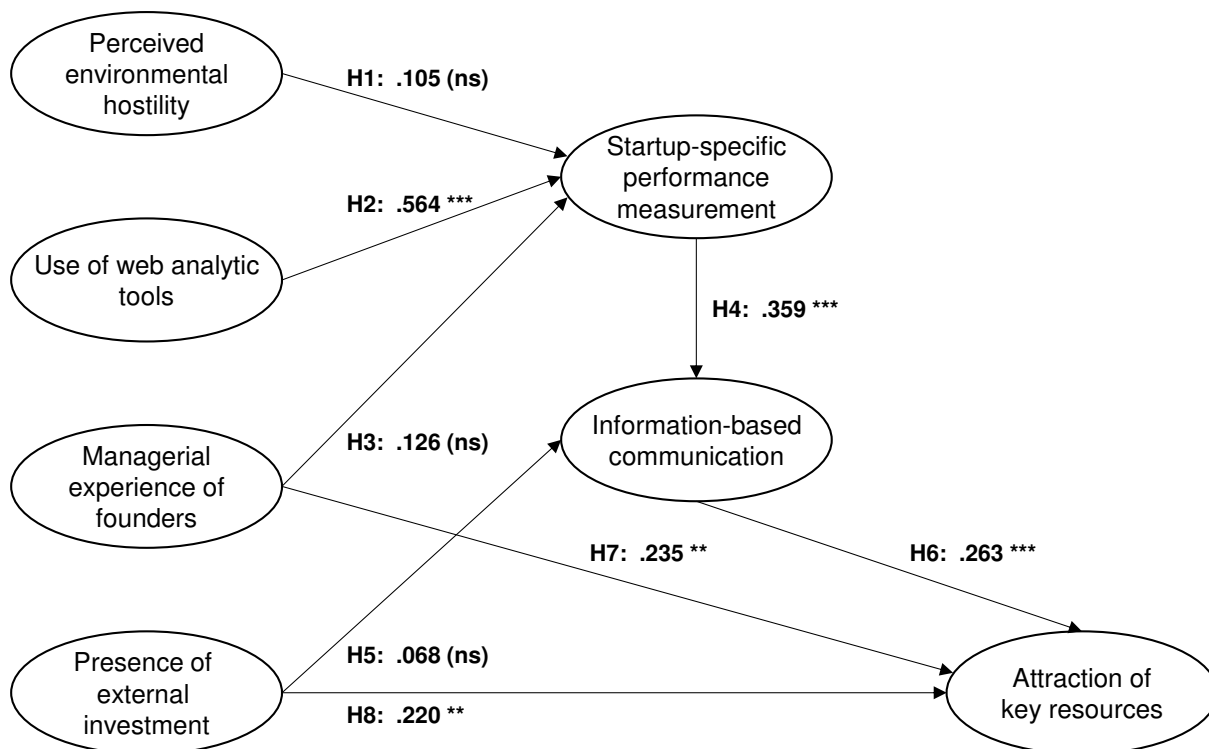 Perceived
environmental
hostility
H1: .105 (ns)
Startup-specific
performance
measurement
H2: .564 ***
Use of web analytic
tools
H4: .359 ***
Information-based
communication
H3: .126 (ns)
Managerial
experience of
founders
H7: .235 **
H6: .263 ***
Presence of
external
investment
H5: .068 (ns)
H8: .220 **
Attraction of
key resources